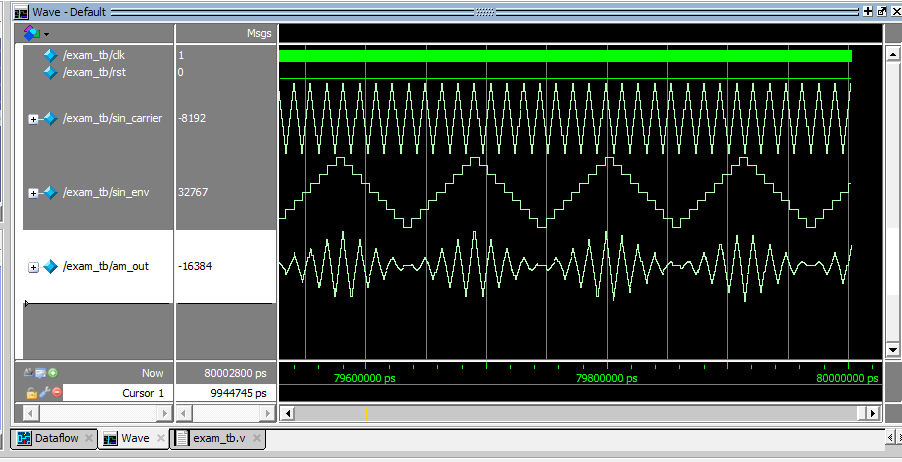 Wave - Default
Msgs
/exam_tb/clk 1
/exam_tb/rst 0
/exam_tb/sin_carrier -8192
/exam_tb/sin_env 32767
/exam_tb/am_out -16384
Now 80002800 ps 79600000 ps 79800000 ps 80000000 ps
Cursor 1 9944745 ps
Dataflow Wave exam_tb.v